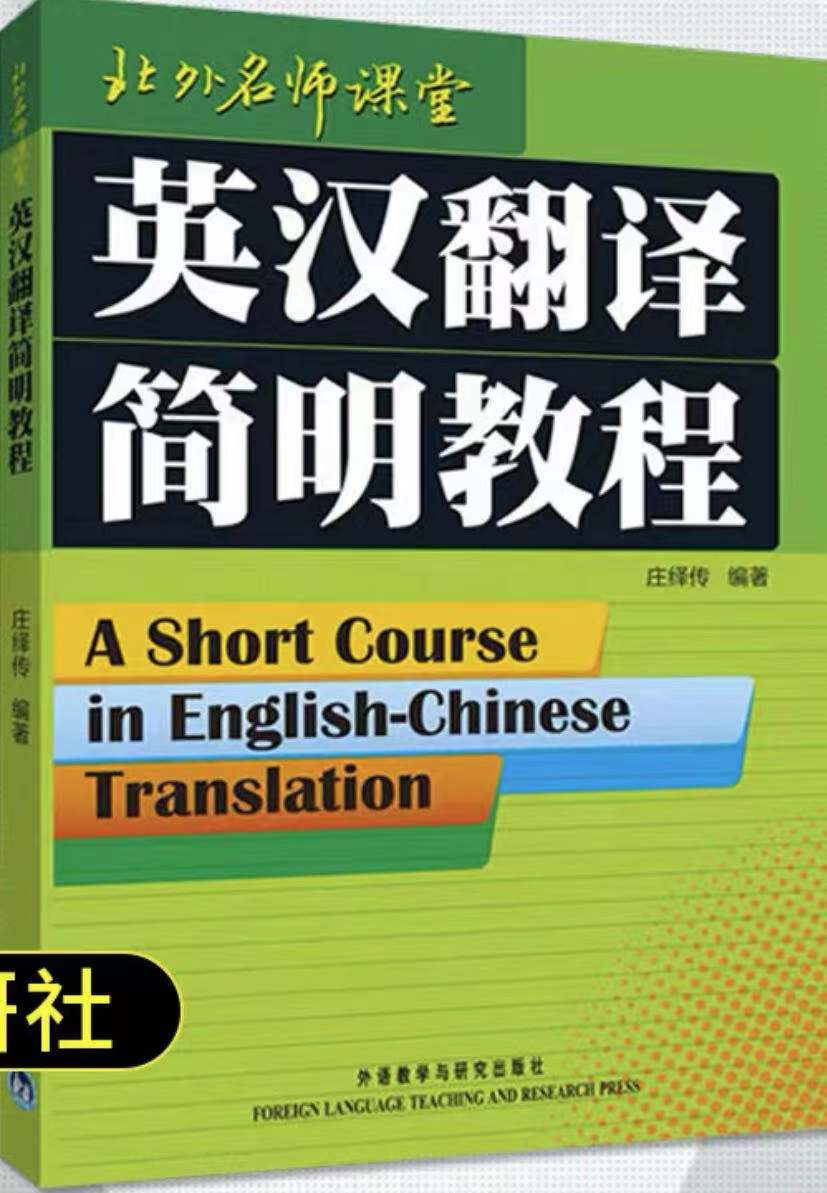 北外名师课堂
英汉翻译
简明教程
庄绎传 编著
A Short Course
in English-Chinese
Translation
外语教学与研究出版社
FOREIGN LANGUAGE TEACHING AND RESEARCH PRESS
北外名师课堂
英汉翻译简明教程
庄绎传 编著
研社